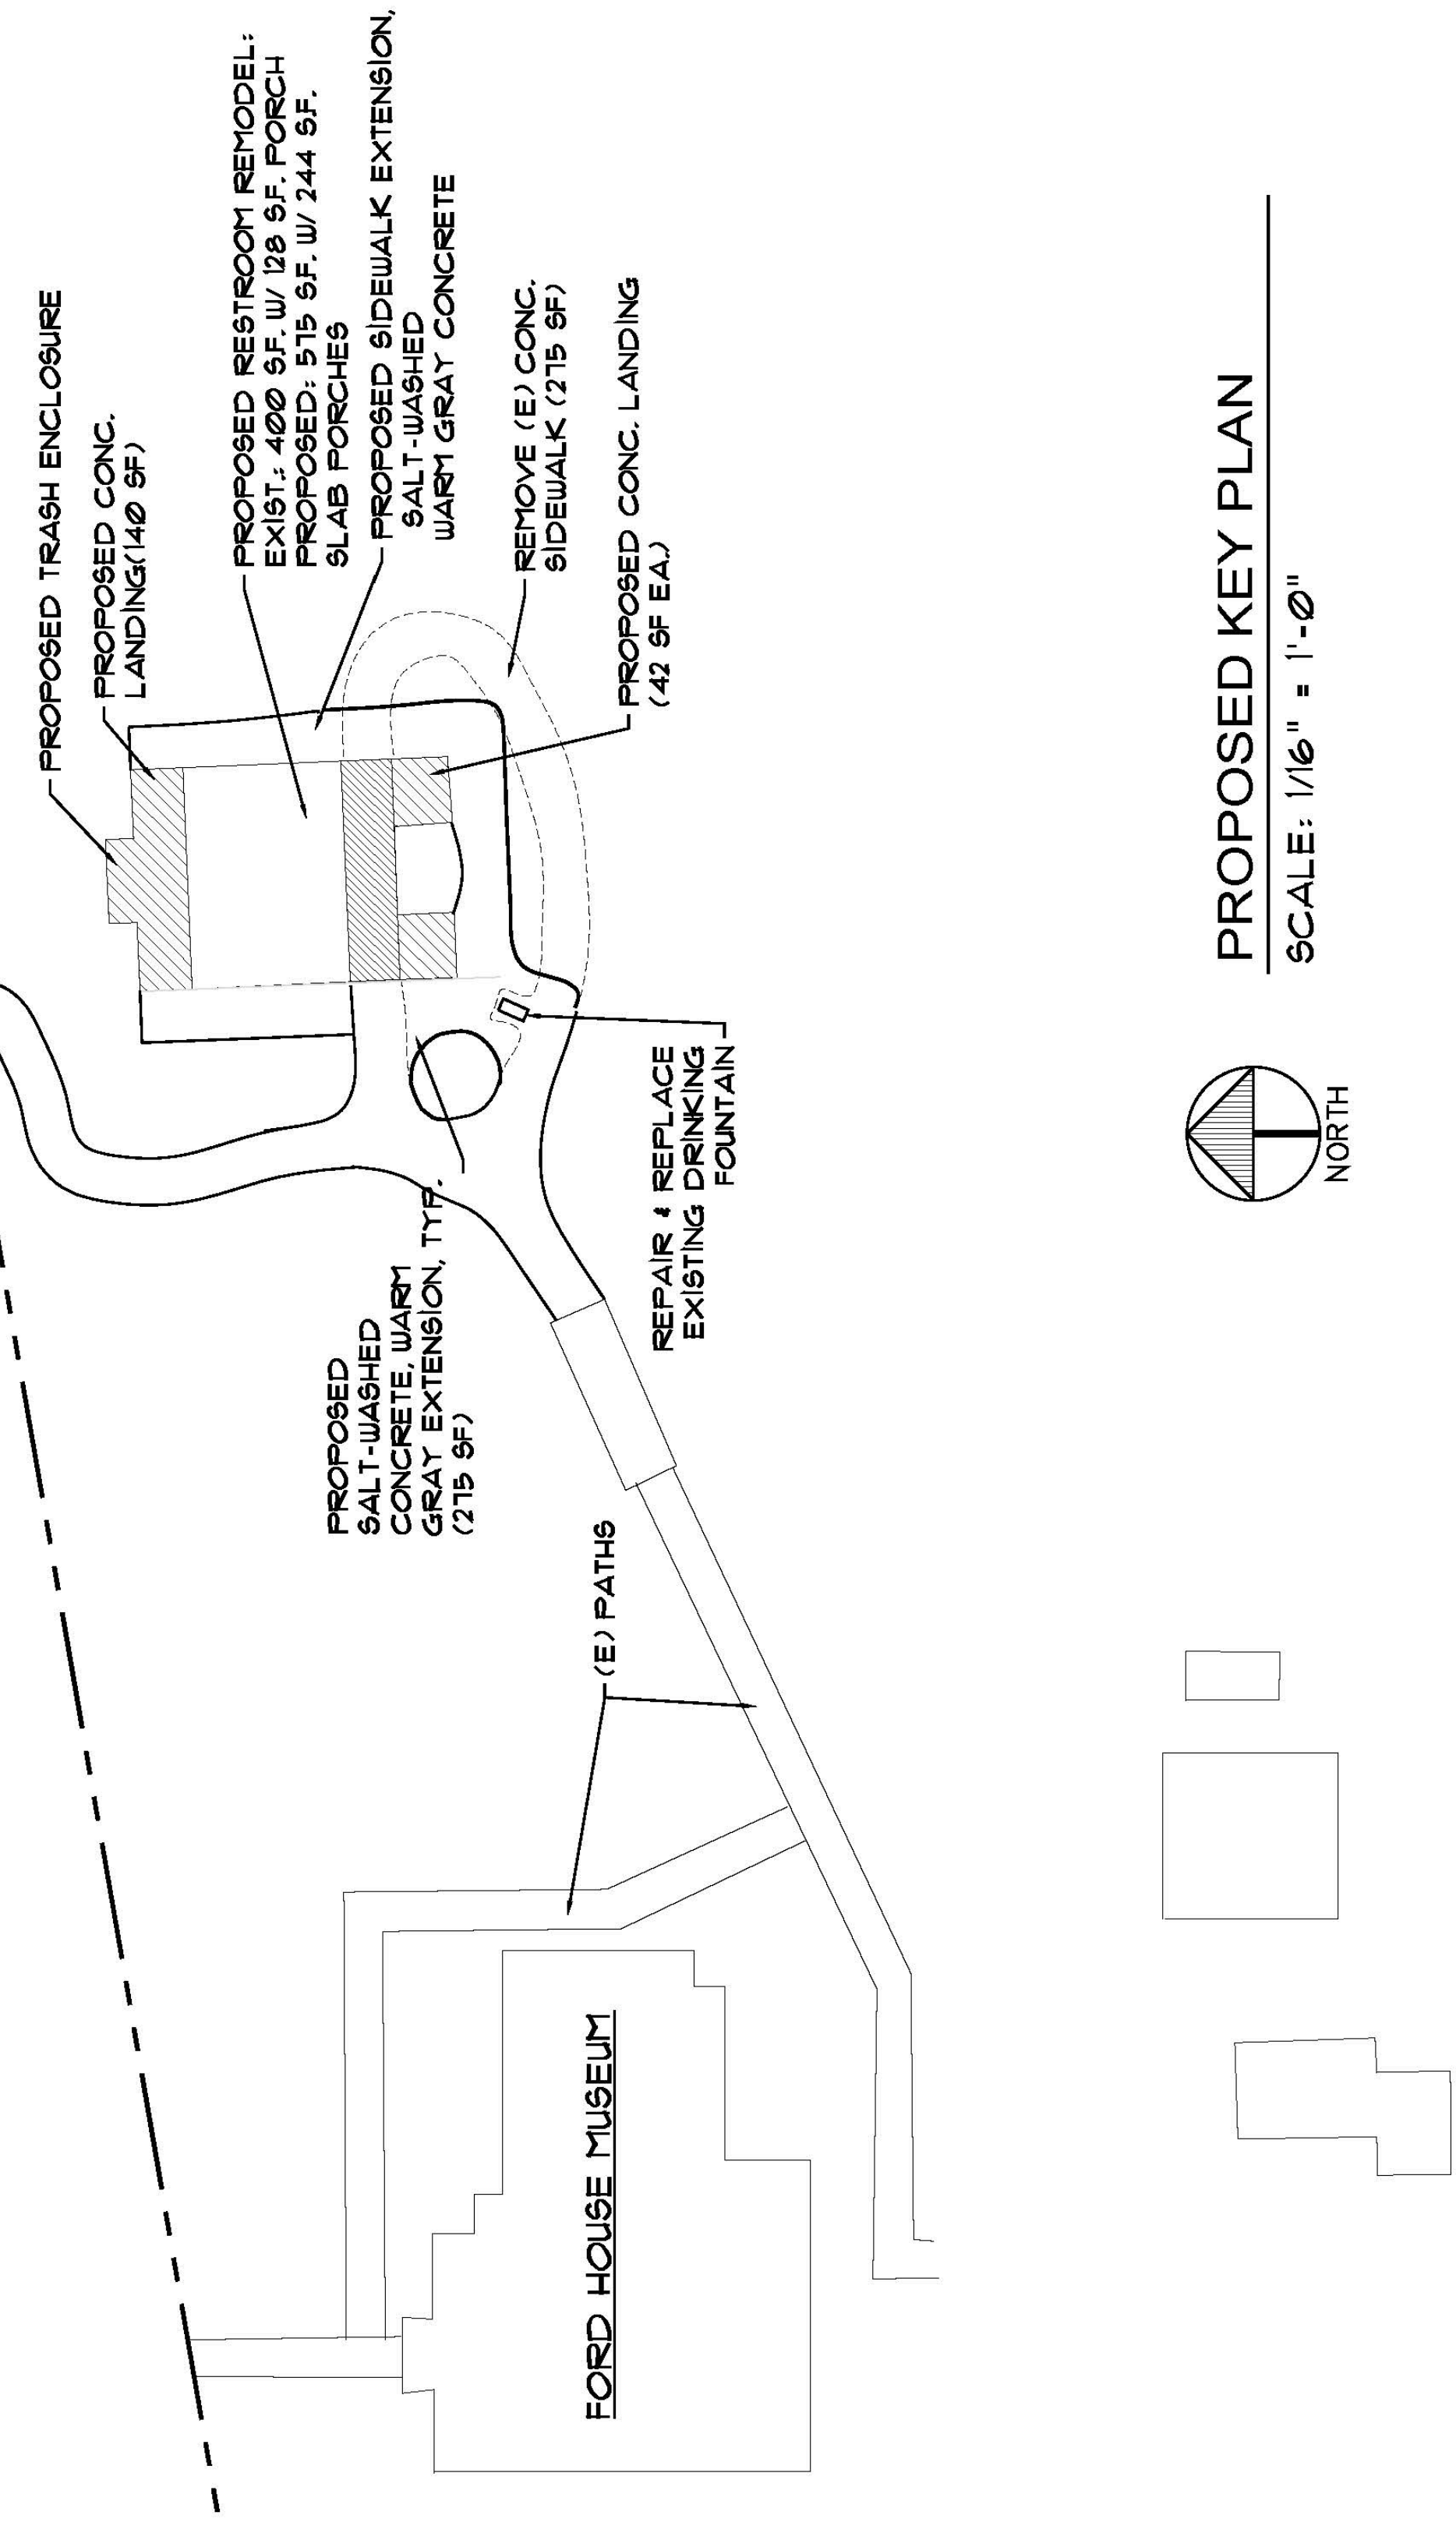 PROPOSED TRASH ENCLOSURE
PROPOSED CONC.
LANDING(140 SF)
PROPOSED RESTROOM REMODEL:
EXIST.: 400 S.F. W/ 128 S.F. PORCH
PROPOSED: 575 S.F. W/ 244 S.F.
SLAB PORCHES
PROPOSED SIDEWALK EXTENSION,
SALT-WASHED
WARM GRAY CONCRETE
REMOVE (E) CONC.
SIDEWALK (275 SF)
PROPOSED CONC. LANDING
(42 SF EA.)
PROPOSED
SALT-WASHED
CONCRETE, WARM
GRAY EXTENSION, TYP.
(275 SF)
REPAIR & REPLACE
EXISTING DRINKING
FOUNTAIN
(E) PATHS
FORD HOUSE MUSEUM
PROPOSED KEY PLAN
SCALE: 1/16" = 1'-0"
NORTH